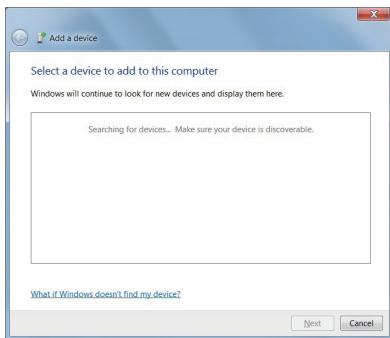 Add a device
Select a device to add to this computer
Windows will continue to look for new devices and display them here.
Searching for devices... Make sure your device is discoverable.
What if Windows doesn't find my device?
Next
Cancel